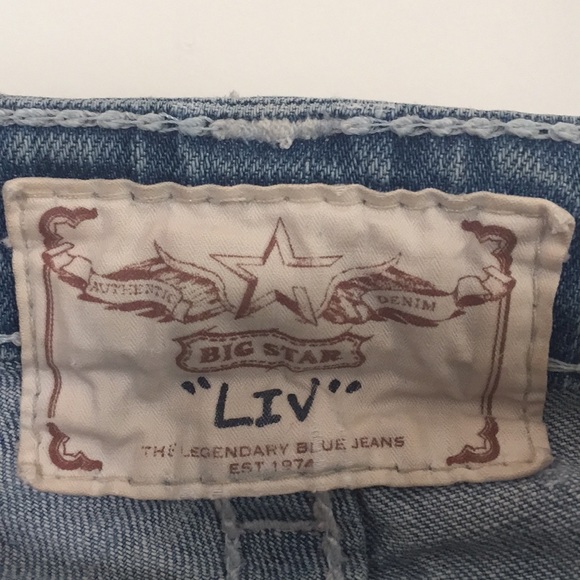 AUTHENTIC DENIM
BIG STAR
"LIV"
THE LEGENDARY BLUE JEANS
EST 1974